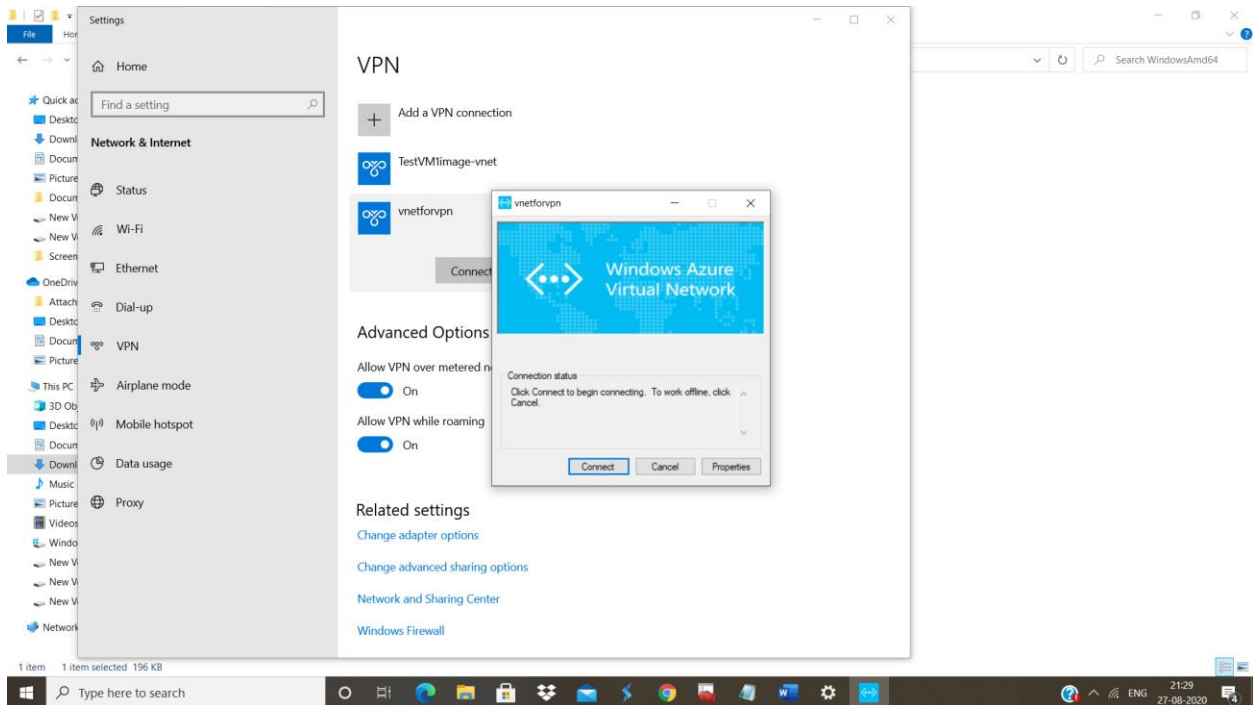 File
Hor
Search WindowsAmd64
Quick ac
Deskto
Downl
Docum
Picture
Docum
New V
New V
Screen
OneDriv
Attach
Deskto
Docum
Picture
This PC
3D Obj
Deskto
Docum
Downl
Music
Picture
Videos
Windo
New V
New V
New V
Network
1 item 1 item selected 196 KB
Settings
Home
Find a setting
Network & Internet
Status
Wi-Fi
Ethernet
Dial-up
VPN
Airplane mode
Mobile hotspot
Data usage
Proxy
VPN
Add a VPN connection
TestVM1image-vnet
vnetforvpn
Connect
Advanced Options
Allow VPN over metered n
On
Allow VPN while roaming
On
Related settings
Change adapter options
Change advanced sharing options
Network and Sharing Center
Windows Firewall
vnetforvpn
Windows Azure
Virtual Network
Connection status
Click Connect to begin connecting. To work offline, click
Cancel.
Connect Cancel Properties
Type here to search
ENG
21:29
27-08-2020
4